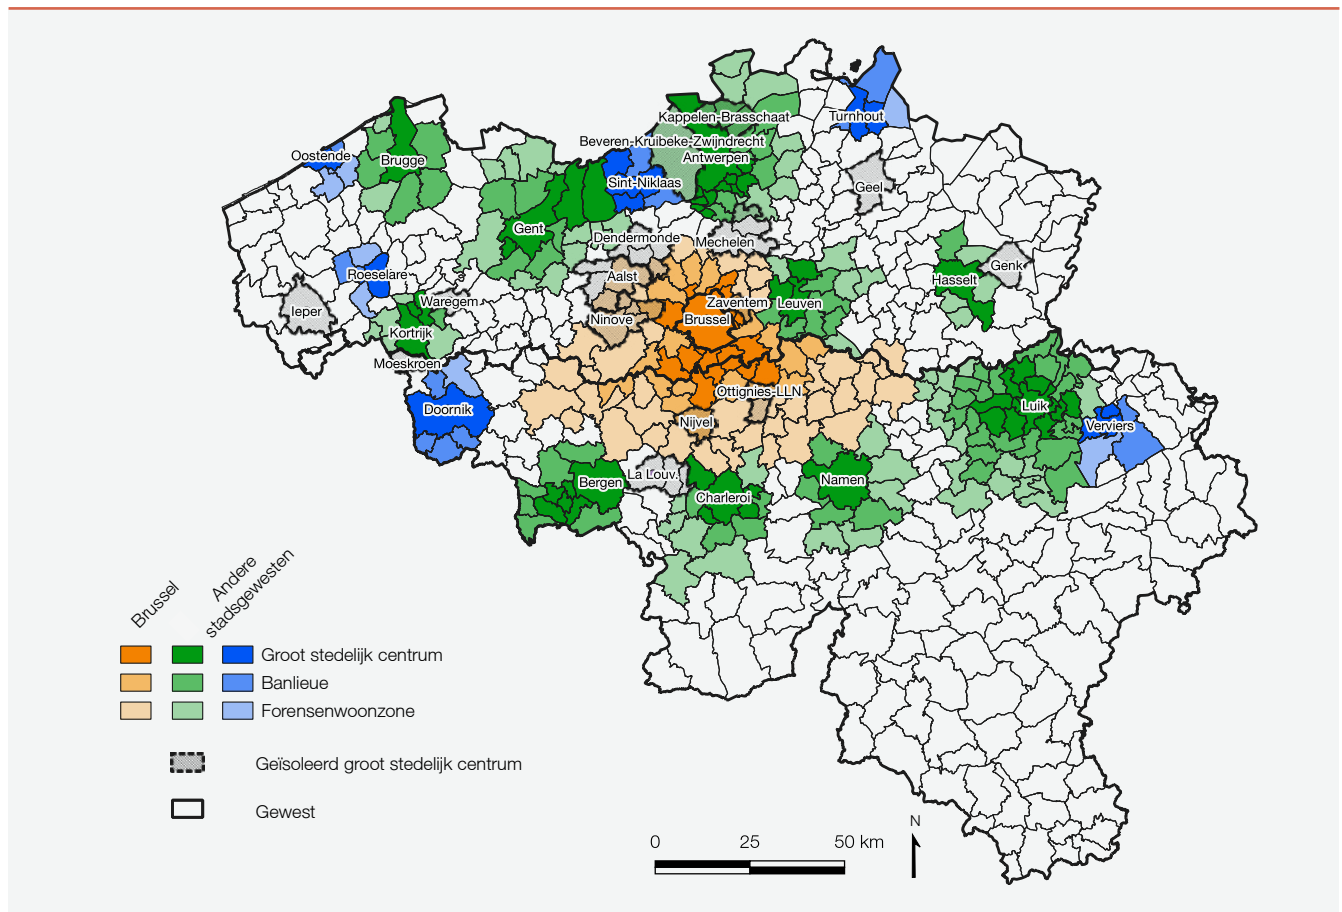 Kappelen-Brasschaat
Turnhout
Beveren-Kruibeke-Zwijndrecht
Oostende
Brugge
Antwerpen
Sint-Niklaas
Geel
Gent
Dendermonde
Mechelen
Roeselare
Aalst
Genk
Hasselt
Waregem
Zaventem
Leuven
Ieper
Ninove
Brussel
Kortrijk
Moeskroen
Ottignies-LLN
Doornik
Luik
Nijvel
Verviers
La Louv.
Bergen
Namen
Charleroi
Brussel
Andere
stadsgewesten
Groot stedelijk centrum
Banlieue
Forensenwoonzone
Geïsoleerd groot stedelijk centrum
Gewest
N
0 25 50 km